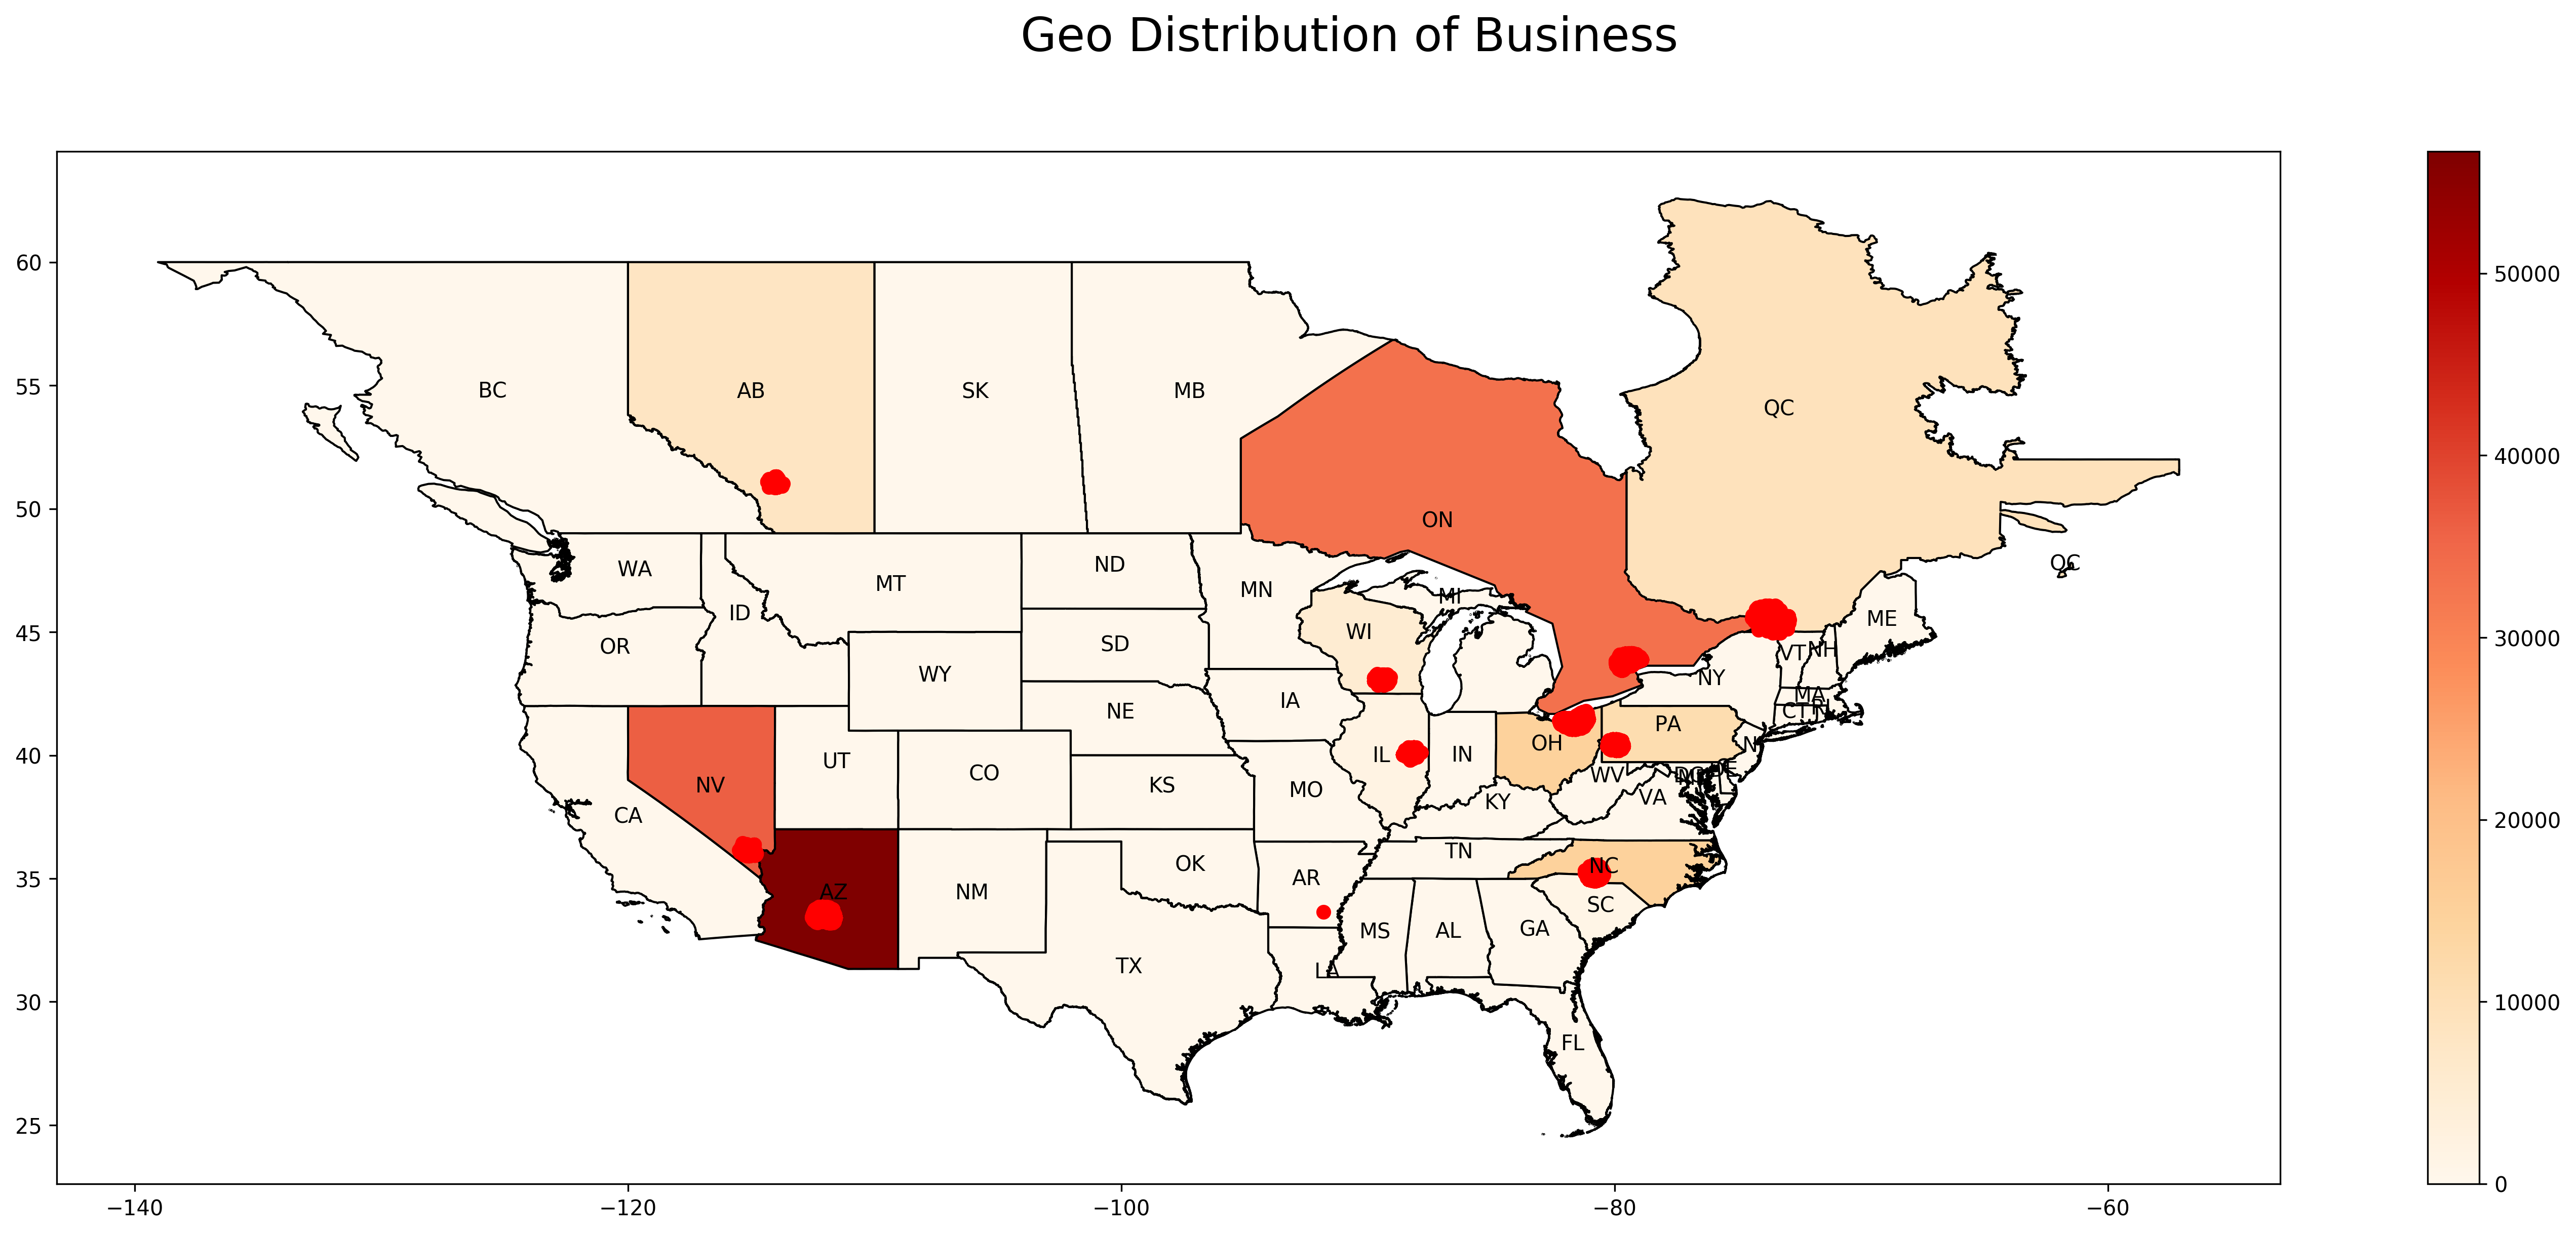 Geo Distribution of Business
60
55
50
45
40
35
30
25
−140
−120
−100
−80
−60
50000
40000
30000
20000
10000
0
BC
AB
SK
MB
QC
ON
QC
WA
MT
ND
MN
MI
ID
ME
OR
SD
WI
VT
NH
WY
NY
IA
MA
NE
CT
RI
PA
OH
NV
UT
CO
KS
IL
IN
WV
DE
MO
KY
VA
CA
TN
OK
AR
NC
AZ
NM
SC
MS
AL
GA
TX
LA
FL